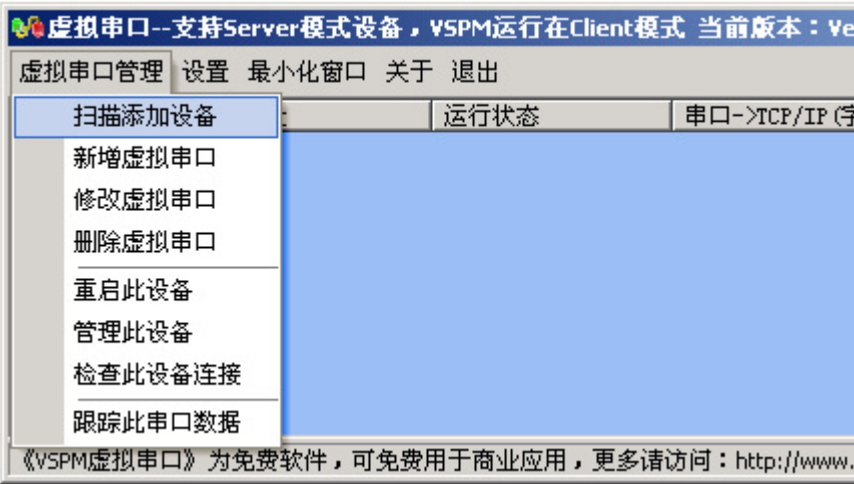 虚拟串口--支持Server模式设备，VSPM运行在Client模式 当前版本：Ve
虚拟串口管理 设置 最小化窗口 关于 退出
扫描添加设备 运行状态 串口->TCP/IP(字
新增虚拟串口
修改虚拟串口
删除虚拟串口
重启此设备
管理此设备
检查此设备连接
跟踪此串口数据
《VSPM虚拟串口》为免费软件，可免费用于商业应用，更多请访问：http://www.